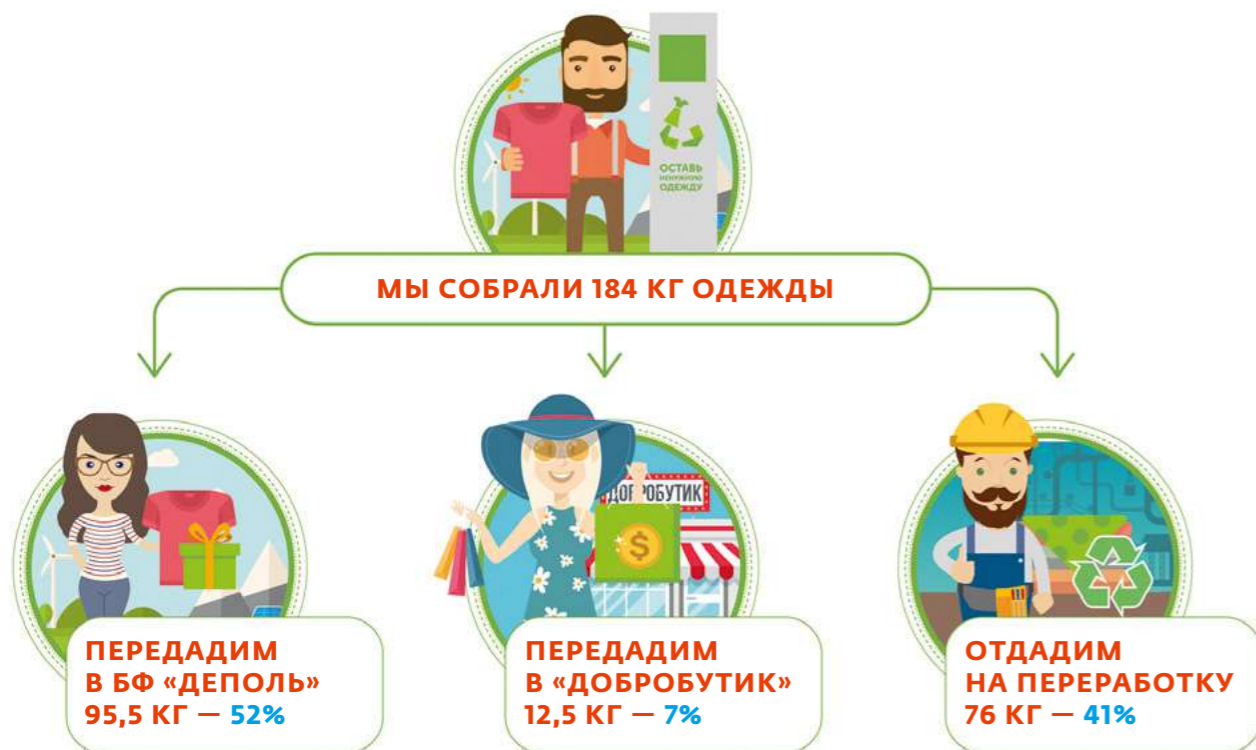 ОСТАВЬ
НЕНУЖНУЮ
ОДЕЖДУ
МЫ СОБРАЛИ 184 КГ ОДЕЖДЫ
ДОБРОБУТИК
$
ПЕРЕДАДИМ
В БФ «ДЕПОЛЬ»
95,5 КГ — 52%
ПЕРЕДАДИМ
В «ДОБРОБУТИК»
12,5 КГ — 7%
ОТДАДИМ
НА ПЕРЕРАБОТКУ
76 КГ — 41%